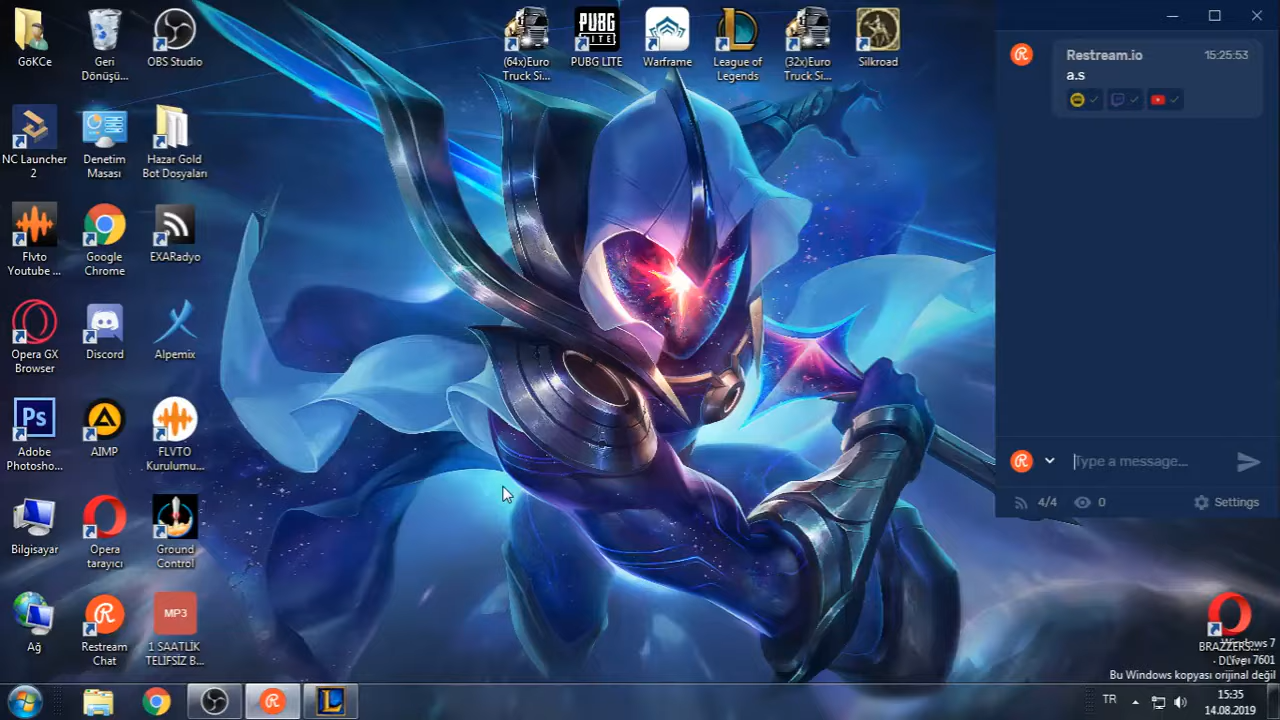 GöKCe
Geri
Dönüşü...
OBS Studio
NC Launcher
2
Denetim
Masası
Hazar Gold
Bot Dosyaları
Flvto
Youtube ...
Google
Chrome
EXARadyo
Opera GX
Browser
Discord
Alpemix
Ps
Adobe
Photosho...
AIMP
FLVTO
Kurulumu...
Bilgisayar
Opera
tarayıcı
Ground
Control
Ağ
Restream
Chat
MP3
1 SAATLİK
TELİFSİZ B...
(64x)Euro
Truck Si...
PUBG
LITE
PUBG LITE
Warframe
League of
Legends
(32x)Euro
Truck Si...
Silkroad
Restream.io 15:25:53
a.s
Type a message...
4/4 0 Settings
BRAZZERS...
Windows 7
7601
Bu Windows kopyası orijinal değil
TR
15:35
14.08.2019